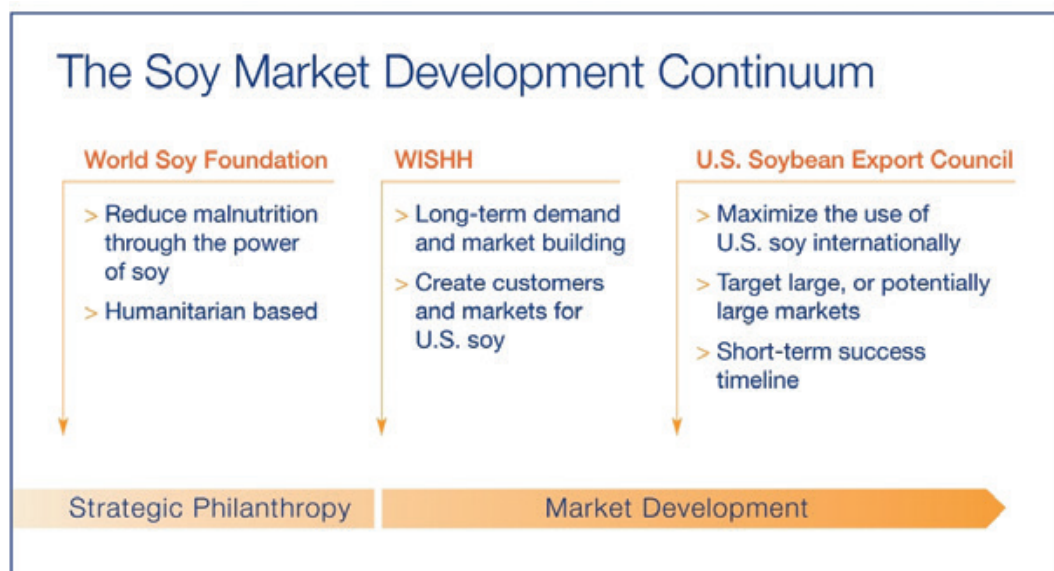 The Soy Market Development Continuum
World Soy Foundation
> Reduce malnutrition
through the power
of soy
> Humanitarian based
WISHH
> Long-term demand
and market building
> Create customers
and markets for
U.S. soy
U.S. Soybean Export Council
> Maximize the use of
U.S. soy internationally
> Target large, or potentially
large markets
> Short-term success
timeline
Strategic Philanthropy
Market Development